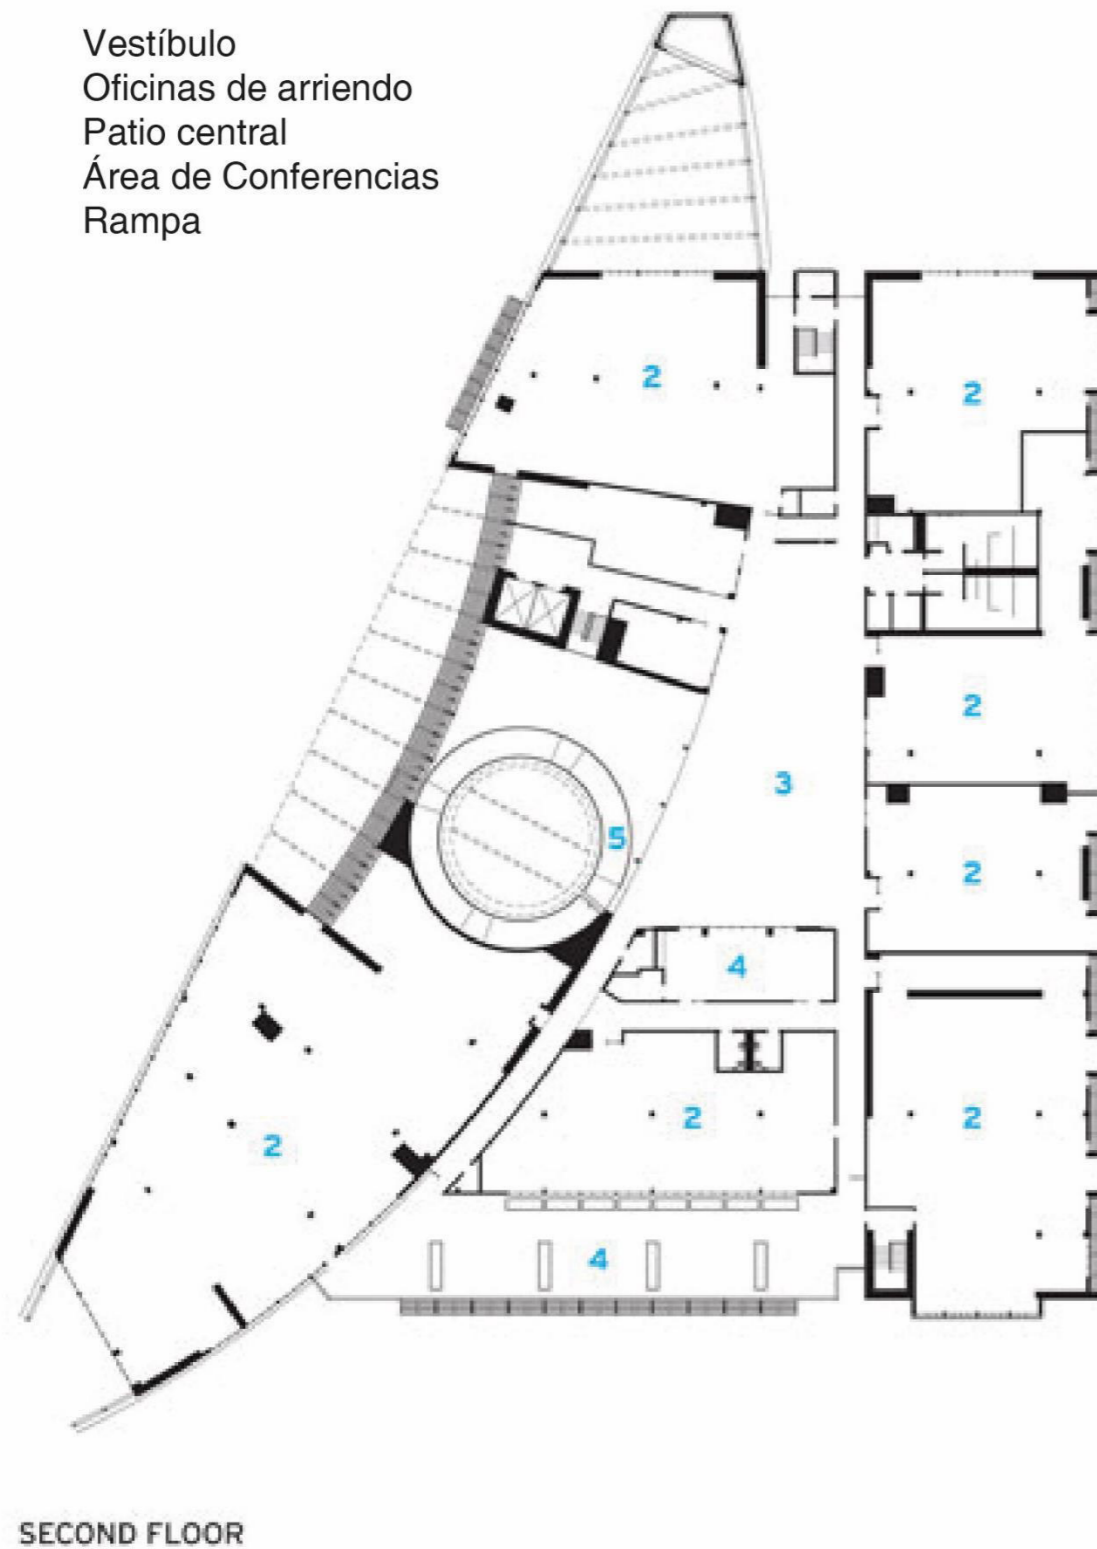 Vestíbulo
Oficinas de arriendo
Patio central
Área de Conferencias
Rampa
2
2
2
3
5
2
4
2
2
2
4
SECOND FLOOR